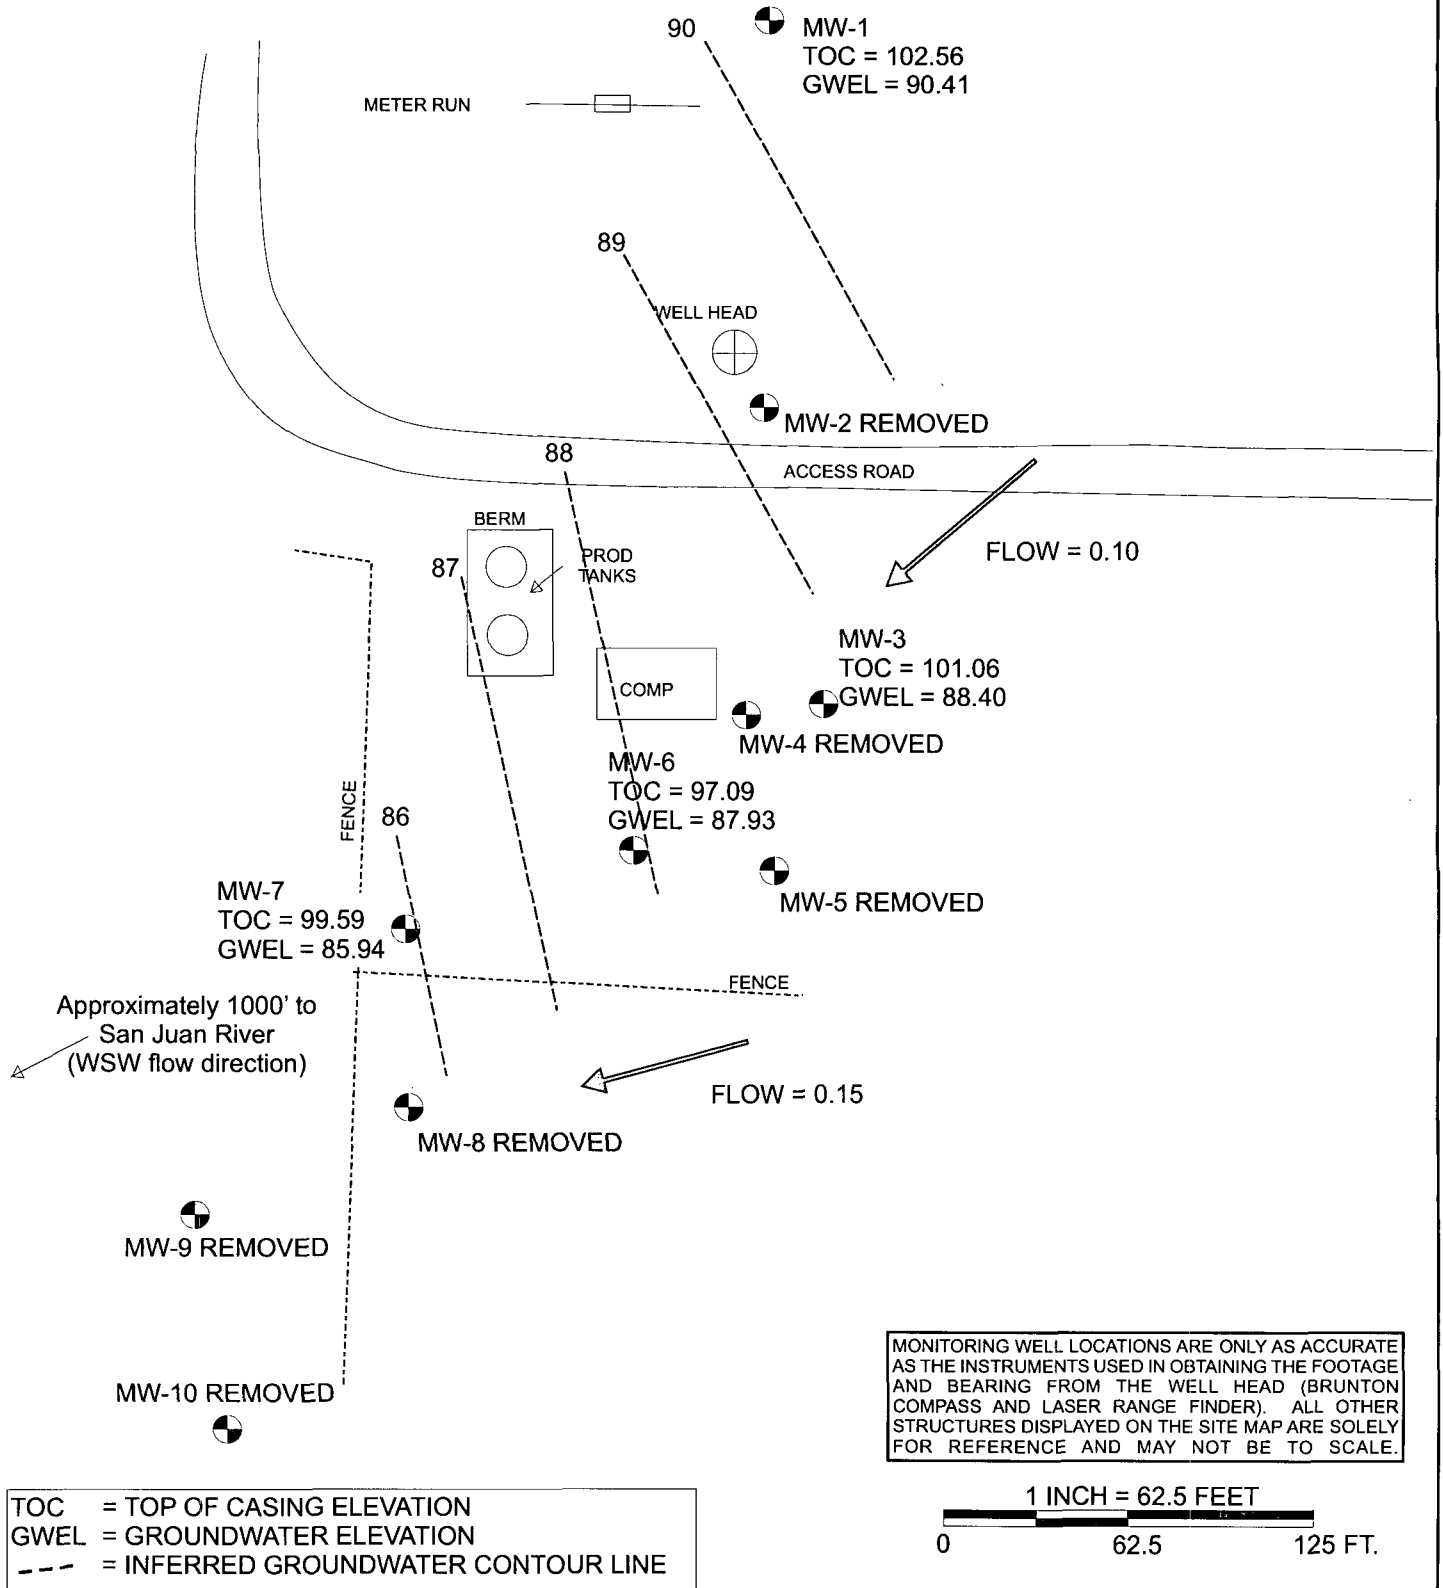 90
MW-1
TOC = 102.56
GWEL = 90.41
METER RUN
89
WELL HEAD
MW-2 REMOVED
88
ACCESS ROAD
BERM
87
PROD
TANKS
FLOW = 0.10
MW-3
TOC = 101.06
GWEL = 88.40
COMP
MW-4 REMOVED
MW-6
TOC = 97.09
GWEL = 87.93
FENCE
86
MW-7
TOC = 99.59
GWEL = 85.94
MW-5 REMOVED
FENCE
Approximately 1000' to
San Juan River
(WSW flow direction)
FLOW = 0.15
MW-8 REMOVED
MW-9 REMOVED
MW-10 REMOVED
MONITORING WELL LOCATIONS ARE ONLY AS ACCURATE
AS THE INSTRUMENTS USED IN OBTAINING THE FOOTAGE
AND BEARING FROM THE WELL HEAD (BRUNTON
COMPASS AND LASER RANGE FINDER). ALL OTHER
STRUCTURES DISPLAYED ON THE SITE MAP ARE SOLELY
FOR REFERENCE AND MAY NOT BE TO SCALE.
1 INCH = 62.5 FEET
0 62.5 125 FT.
TOC = TOP OF CASING ELEVATION
GWEL = GROUNDWATER ELEVATION
= INFERRED GROUNDWATER CONTOUR LINE